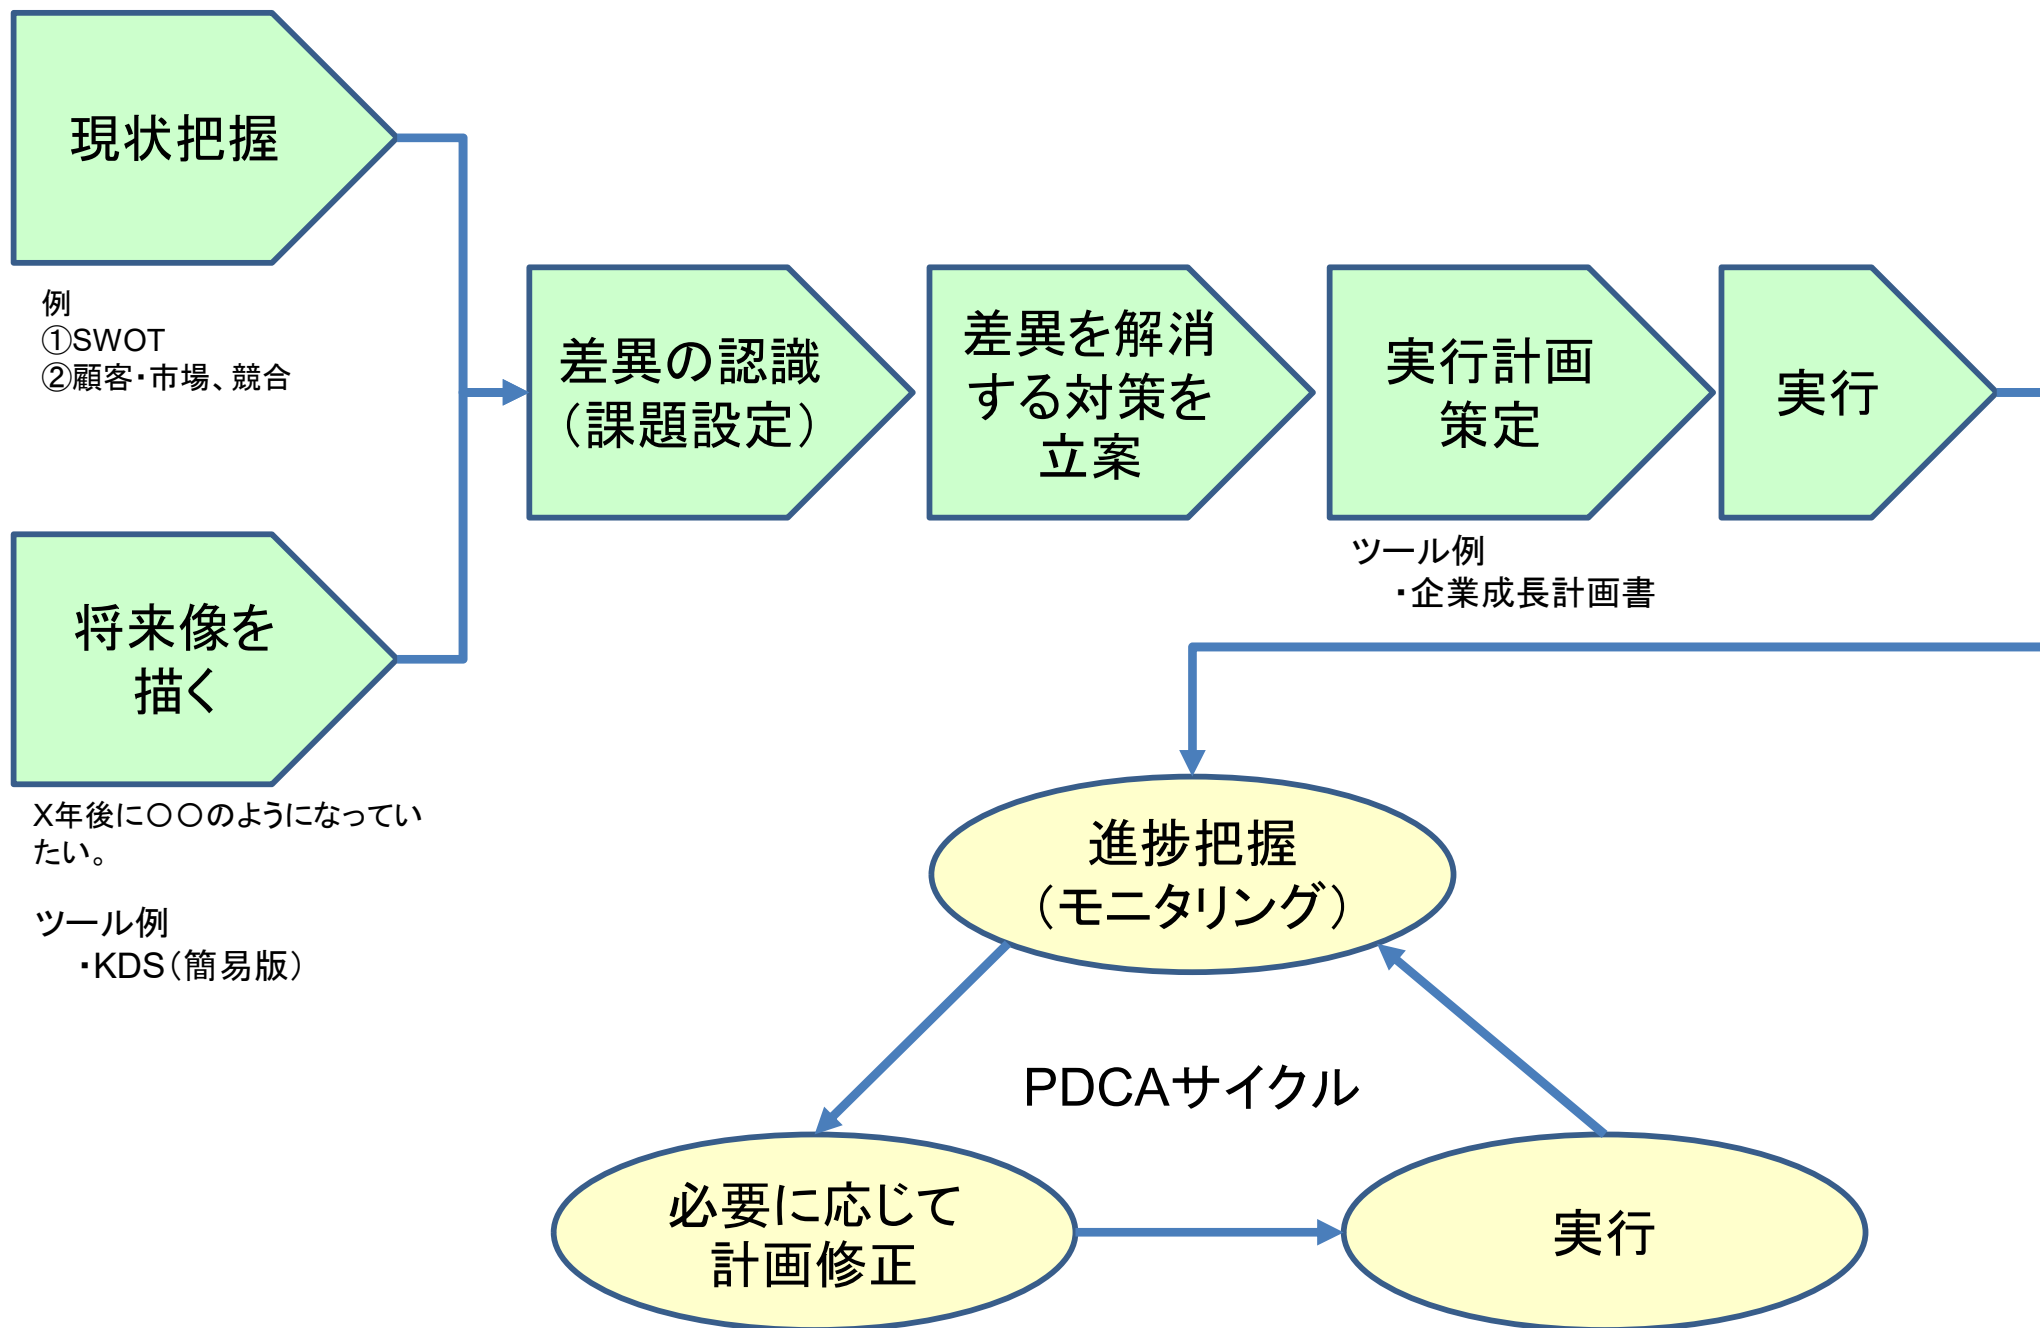 現状把握
例
①SWOT
②顧客・市場、競合
将来像を
描く
X年後に〇〇のようになってい
たい。
ツール例
・KDS（簡易版）
差異の認識
（課題設定）
差異を解消
する対策を
立案
実行計画
策定
ツール例
・企業成長計画書
実行
進捗把握
（モニタリング）
PDCAサイクル
必要に応じて
計画修正
実行